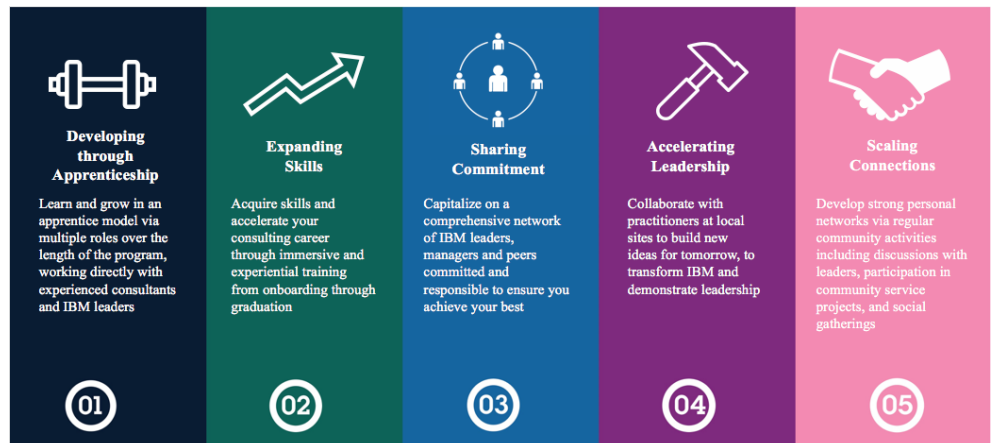 Developing
through
Apprenticeship
Learn and grow in an
apprentice model via
multiple roles over the
length of the program,
working directly with
experienced consultants
and IBM leaders
01
Expanding
Skills
Acquire skills and
accelerate your
consulting career
through immersive and
experiential training
from onboarding through
graduation
02
Sharing
Commitment
Capitalize on a
comprehensive network
of IBM leaders,
managers and peers
committed and
responsible to ensure you
achieve your best
03
Accelerating
Leadership
Collaborate with
practitioners at local
sites to build new
ideas for tomorrow, to
transform IBM and
demonstrate leadership
04
Scaling
Connections
Develop strong personal
networks via regular
community activities
including discussions with
leaders, participation in
community service
projects, and social
gatherings
05